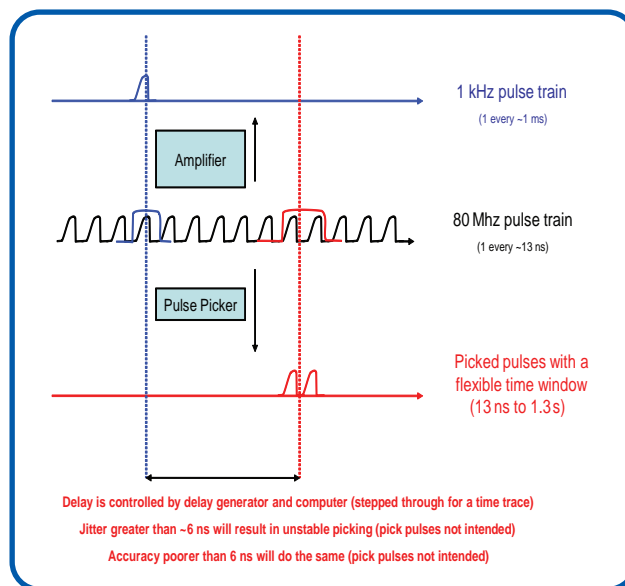 1 kHz pulse train
(1 every ~1 ms)
Amplifier
80 Mhz pulse train
(1 every ~13 ns)
Pulse Picker
Picked pulses with a
flexible time window
(13 ns to 1.3 s)
Delay is controlled by delay generator and computer (stepped through for a time trace)
Jitter greater than ~6 ns will result in unstable picking (pick pulses not intended)
Accuracy poorer than 6 ns will do the same (pick pulses not intended)